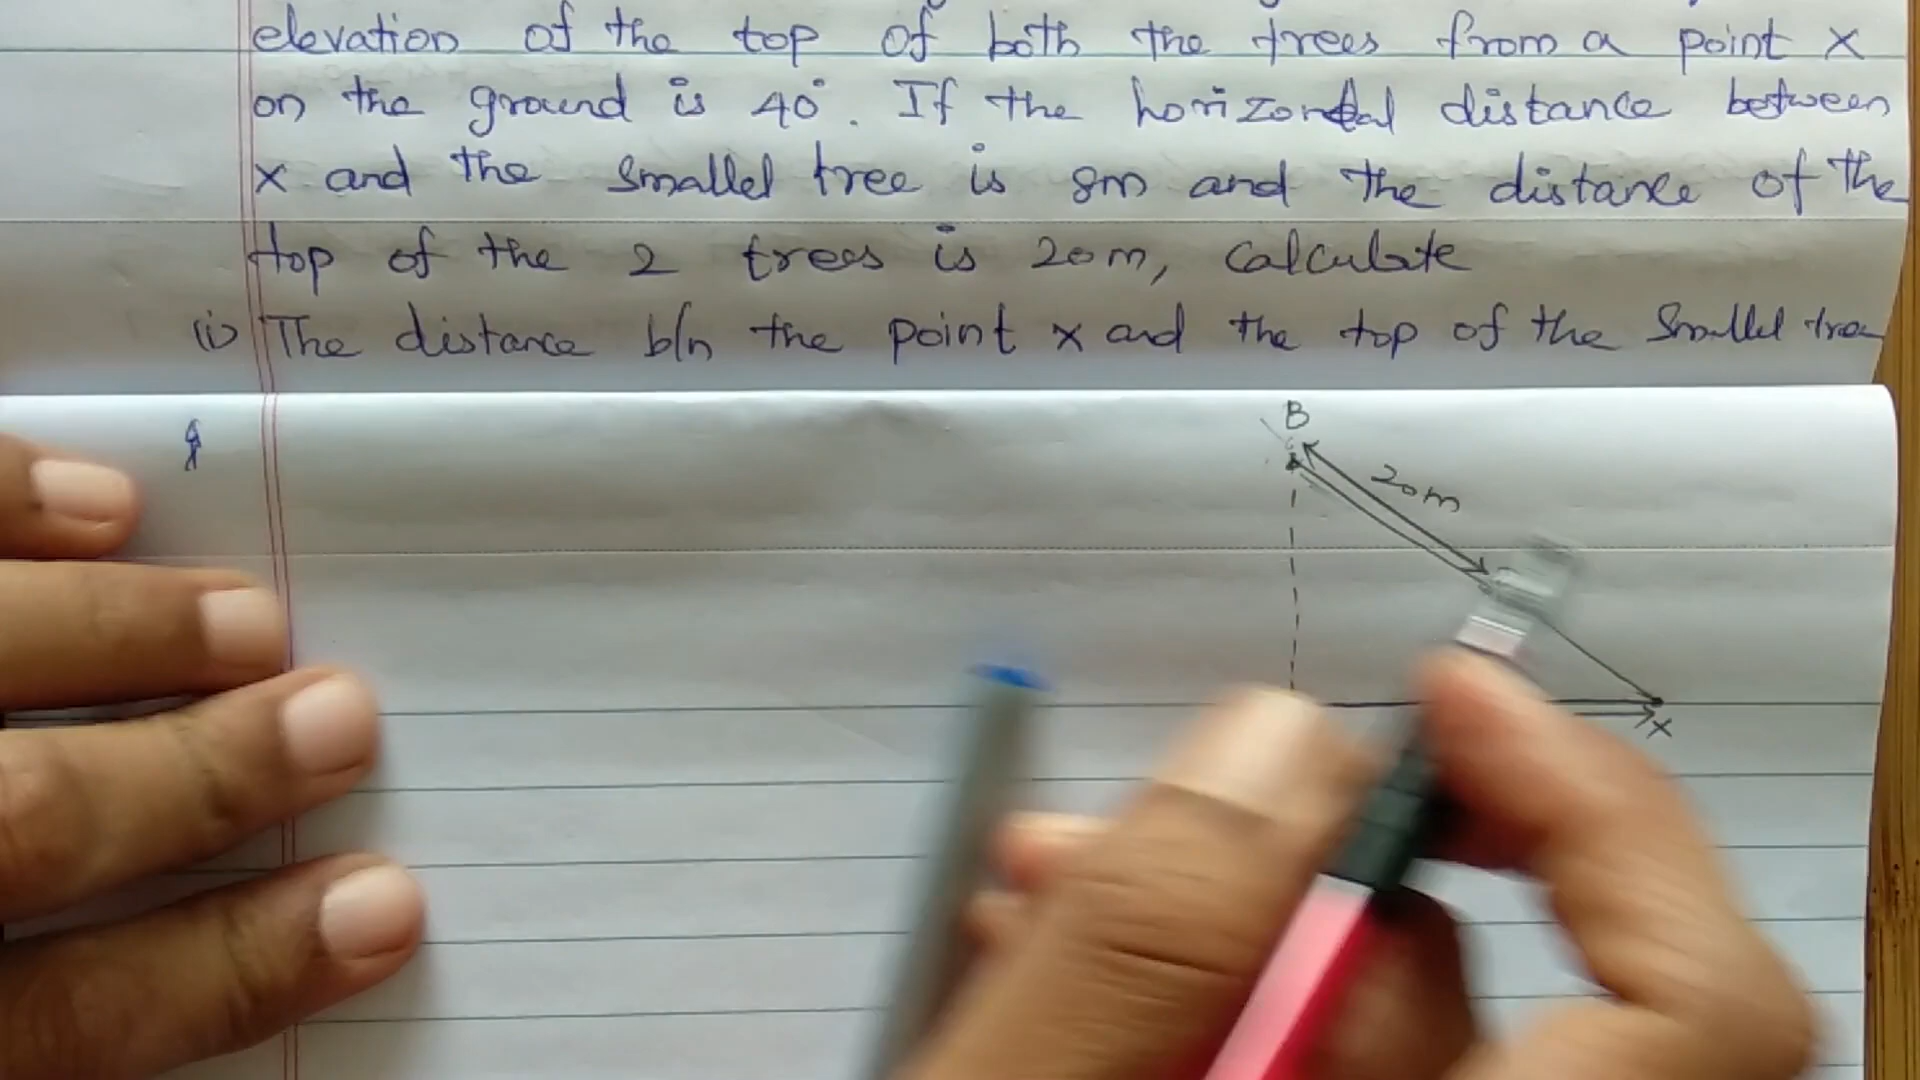 elevation of the top of both the trees from a point x
on the ground is 40°. If the horizontal distance between
x and the smaller tree is 8m and the distance of the
top of the 2 trees is 20m, calculate
(i) The distance b/n the point x and the top of the smaller tree
B
20m
x